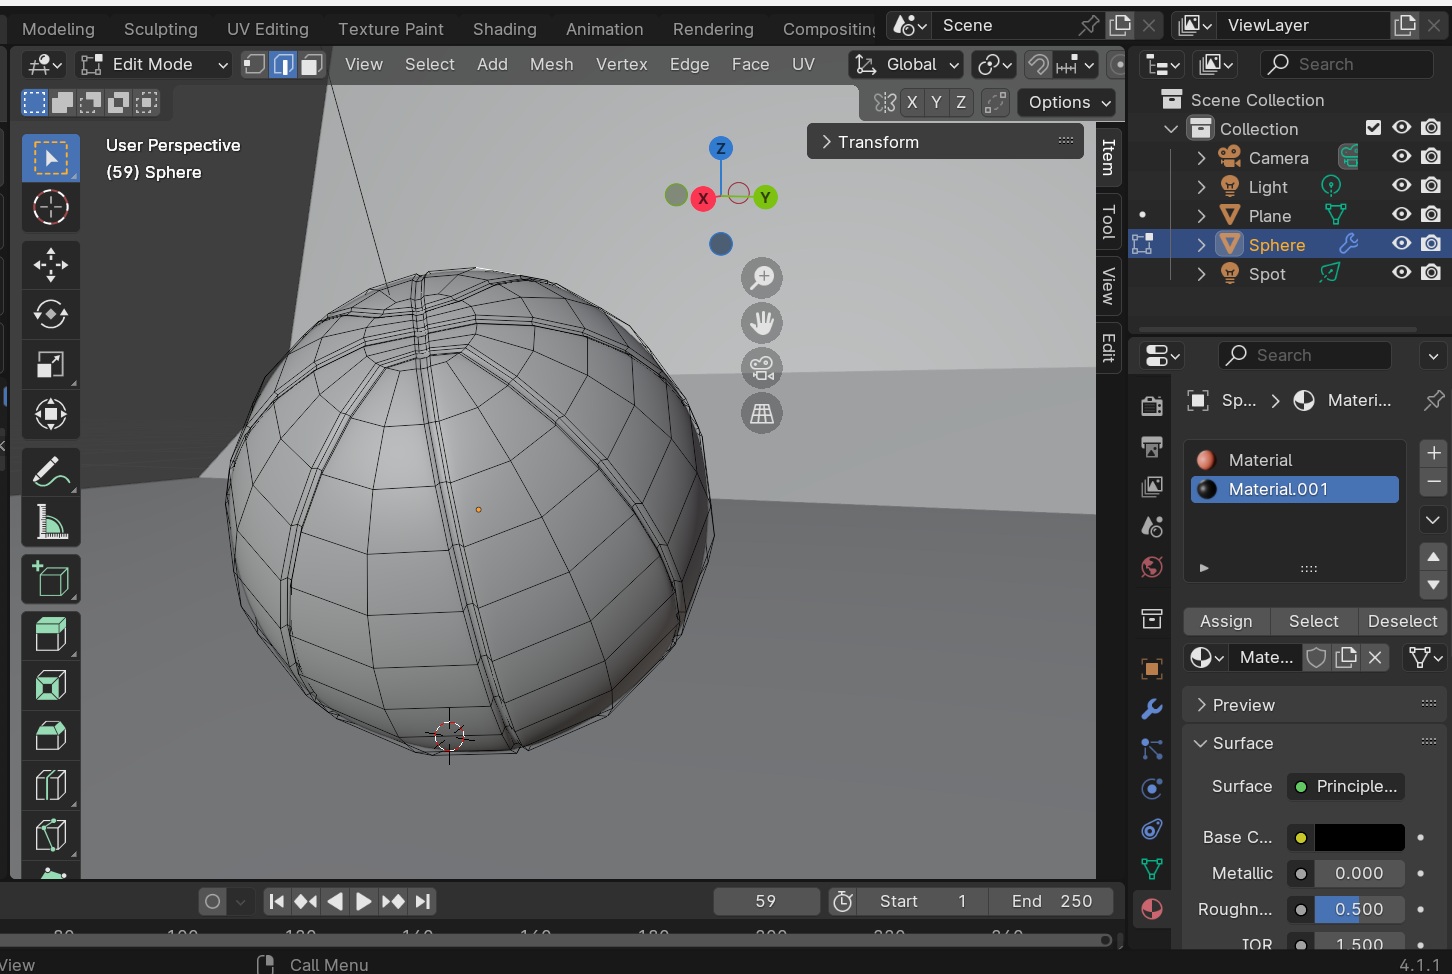 Modeling Sculpting UV Editing Texture Paint Shading Animation Rendering Compositing Scene ViewLayer
Edit Mode View Select Add Mesh Vertex Edge Face UV Global Search
X Y Z Options
Scene Collection
Collection
Camera
Light
Plane
Sphere
Spot
User Perspective
(59) Sphere
Z
X Y
Transform
Item
Tool
View
Edit
Search
Sp... Materi...
Material
Material.001
Assign Select Deselect
Mate...
Preview
Surface
Surface Principle...
Base C...
Metallic 0.000
Roughn... 0.500
IOR 1.500
59 Start 1 End 250
View Call Menu 4.1.1